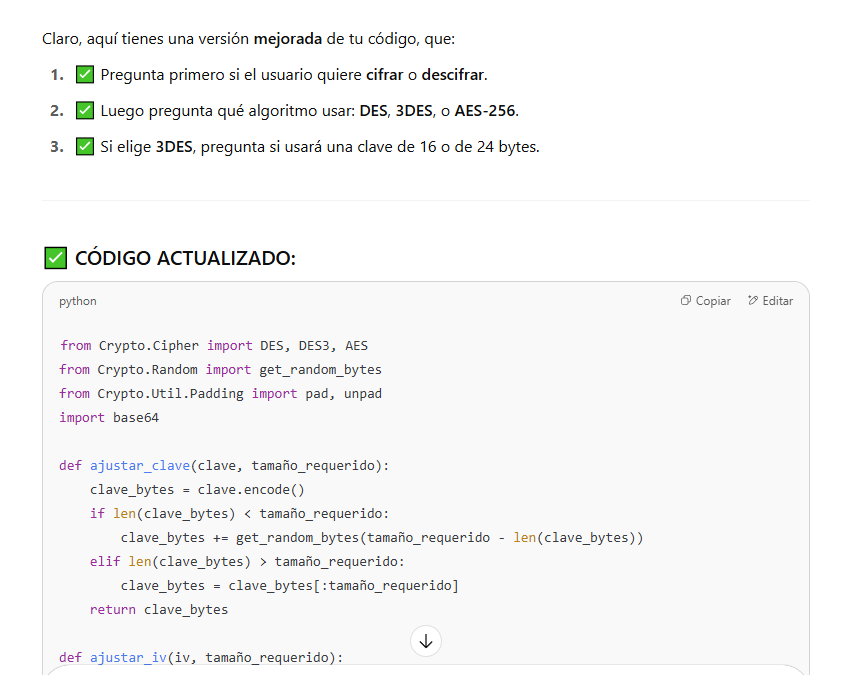 Claro, aquí tienes una versión mejorada de tu código, que:
1. ✅ Pregunta primero si el usuario quiere cifrar o descifrar.
2. ✅ Luego pregunta qué algoritmo usar: DES, 3DES, o AES-256.
3. ✅ Si elige 3DES, pregunta si usará una clave de 16 o de 24 bytes.
✅ CÓDIGO ACTUALIZADO:
python Copiar Editar
from Crypto.Cipher import DES, DES3, AES
from Crypto.Random import get_random_bytes
from Crypto.Util.Padding import pad, unpad
import base64
def ajustar_clave(clave, tamaño_requerido):
    clave_bytes = clave.encode()
    if len(clave_bytes) < tamaño_requerido:
        clave_bytes += get_random_bytes(tamaño_requerido - len(clave_bytes))
    elif len(clave_bytes) > tamaño_requerido:
        clave_bytes = clave_bytes[:tamaño_requerido]
    return clave_bytes
def ajustar_iv(iv, tamaño_requerido):